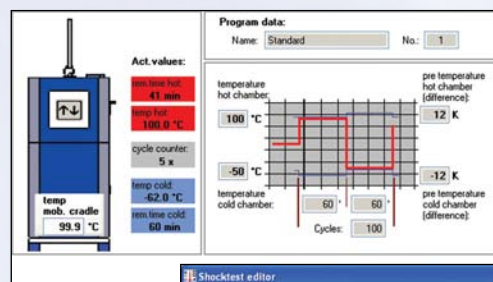 Program data:
Name: Standard No.: 1
Act. values:
rem.time hot:
41 min
temp hot:
100.0 °C
cycle counter:
5 x
temp cold:
-62.0 °C
rem.time cold:
60 min
temp
mob. cradle
99.9 °C
temperature
hot chamber:
100 °C
pre temperature
hot chamber
(difference):
12 K
-50 °C
-12 K
temperature
cold chamber:
60 ' 60 '
pre temperature
cold chamber
(difference):
Cycles: 100
Shocktest editor